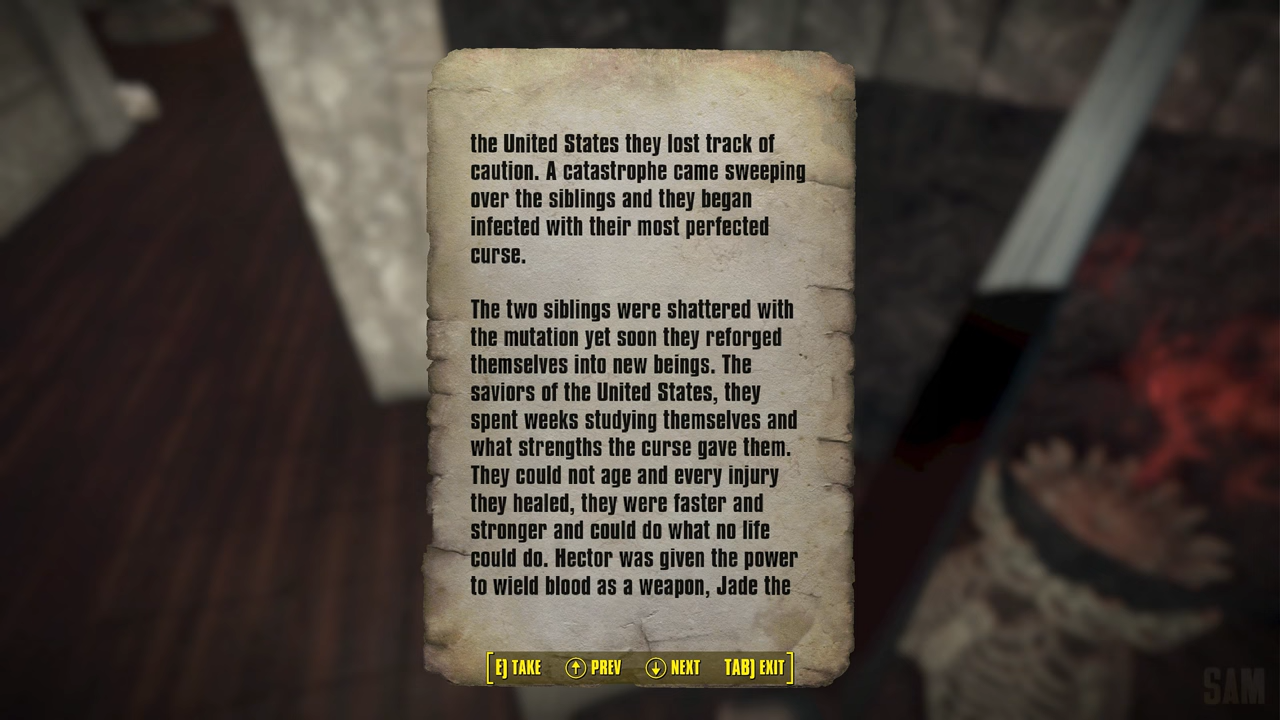 the United States they lost track of
caution. A catastrophe came sweeping
over the siblings and they began
infected with their most perfected
curse.
The two siblings were shattered with
the mutation yet soon they reforged
themselves into new beings. The
saviors of the United States, they
spent weeks studying themselves and
what strengths the curse gave them.
They could not age and every injury
they healed, they were faster and
stronger and could do what no life
could do. Hector was given the power
to wield blood as a weapon, Jade the
E) TAKE PREV NEXT TAB) EXIT
SAM